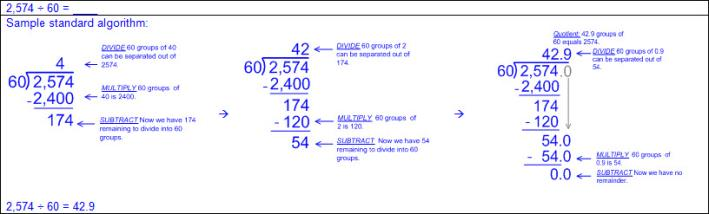 2,574 ÷ 60 = ____
Sample standard algorithm:
4
60)2,574
-2,400
174
DIVIDE 60 groups of 40
can be separated out of
2574.
MULTIPLY 60 groups of
40 is 2400.
SUBTRACT Now we have 174
remaining to divide into 60
groups.
42
60)2,574
-2,400
174
- 120
54
DIVIDE 60 groups of 2
can be separated out of
174.
MULTIPLY 60 groups of
2 is 120.
SUBTRACT Now we have 54
remaining to divide into 60
groups.
Quotient: 42.9 groups of
60 equals 2574.
42.9
60)2,574.0
-2,400
174
- 120
54.0
- 54.0
0.0
DIVIDE 60 groups of 0.9
can be separated out of
54.
MULTIPLY 60 groups of
0.9 is 54
SUBTRACT Now we have no
remainder.
2,574 ÷ 60 = 42.9